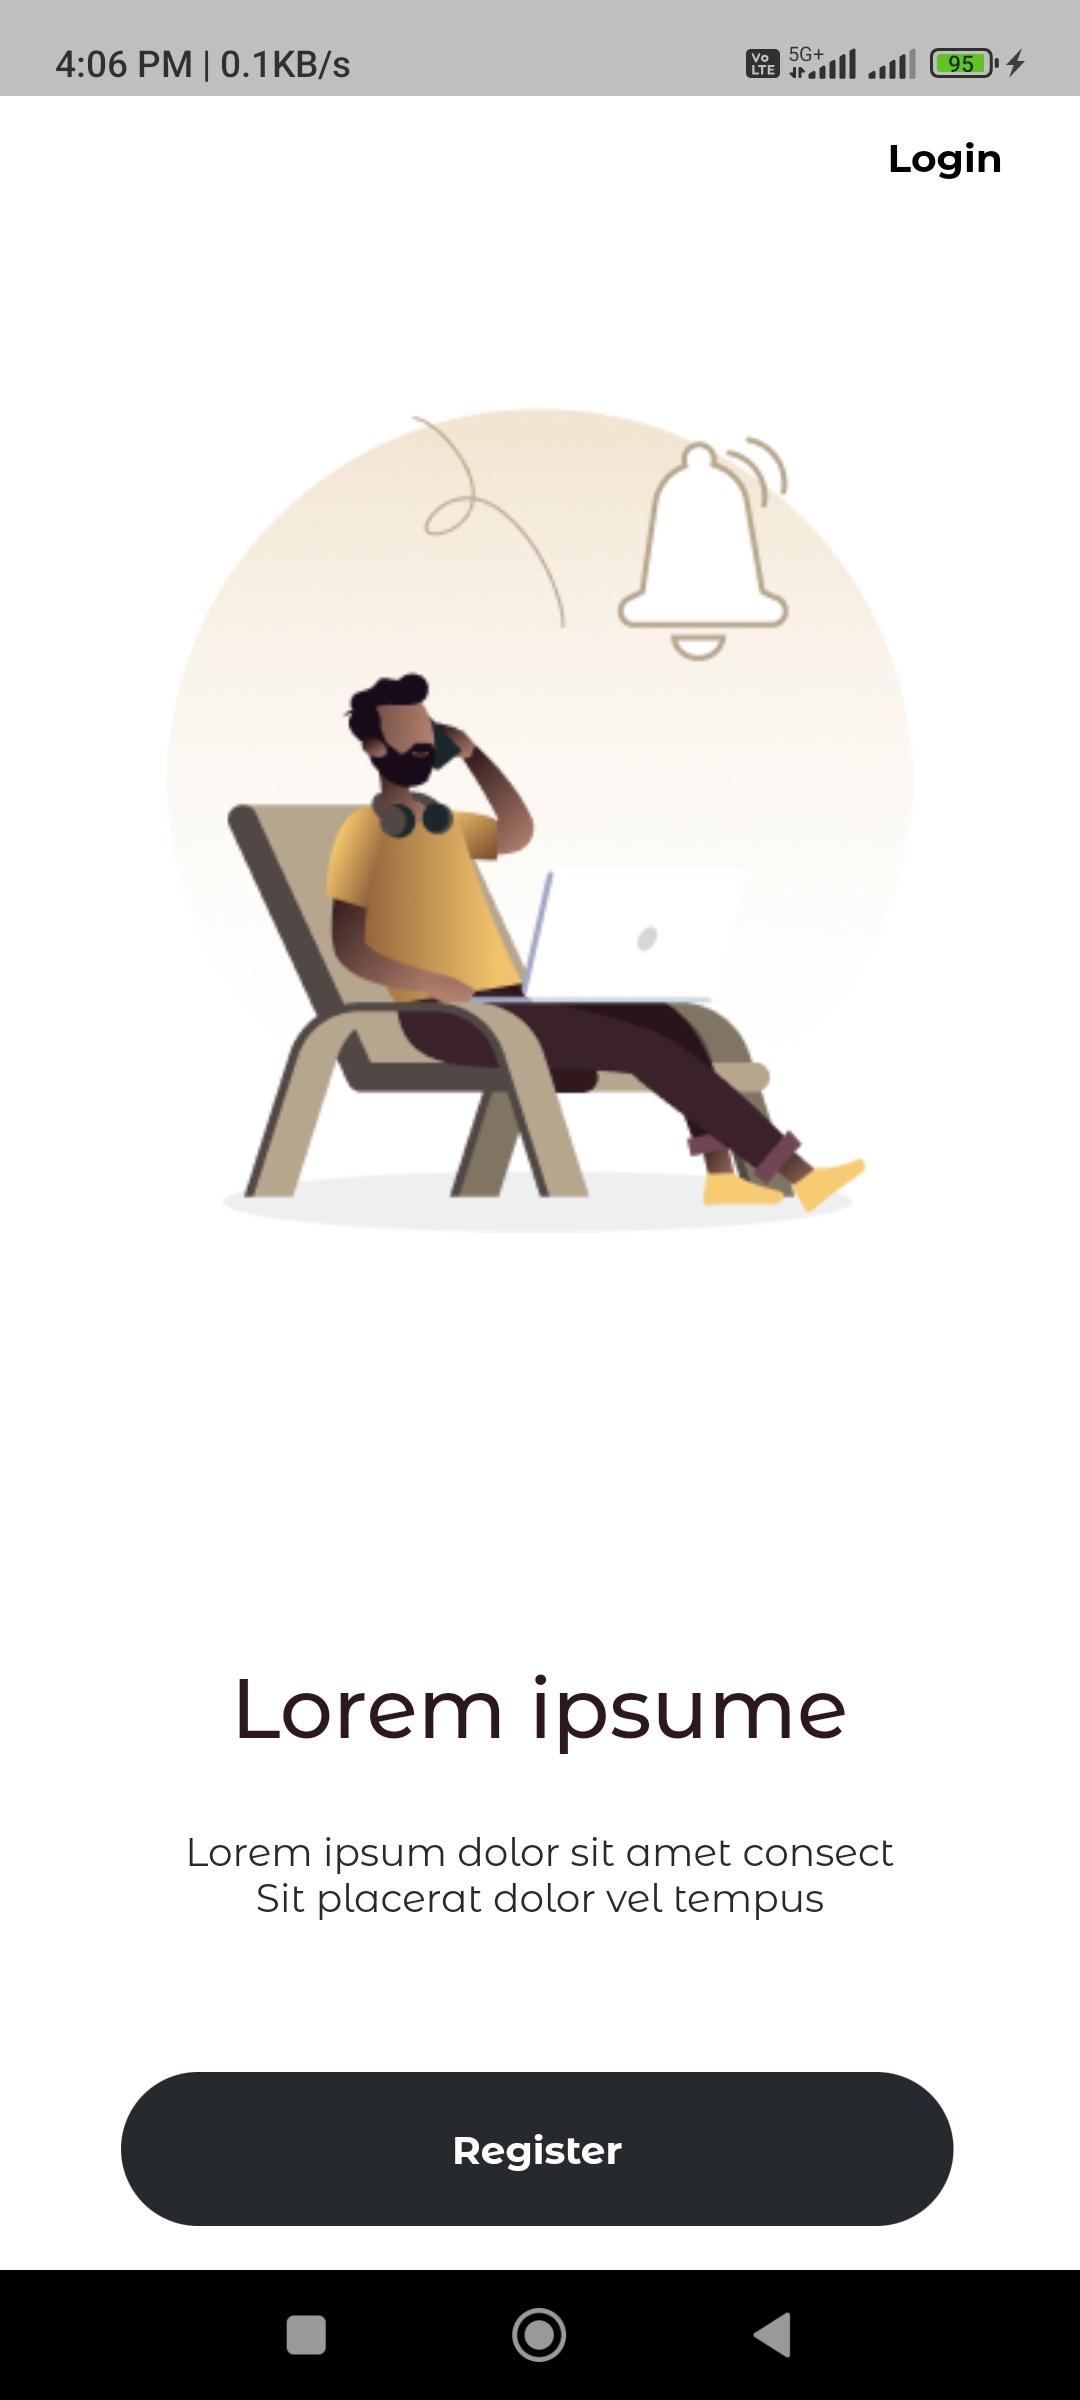 4:06 PM | 0.1KB/s
Vo LTE 5G+ 95
Login
Lorem ipsume
Lorem ipsum dolor sit amet consect
Sit placerat dolor vel tempus
Register